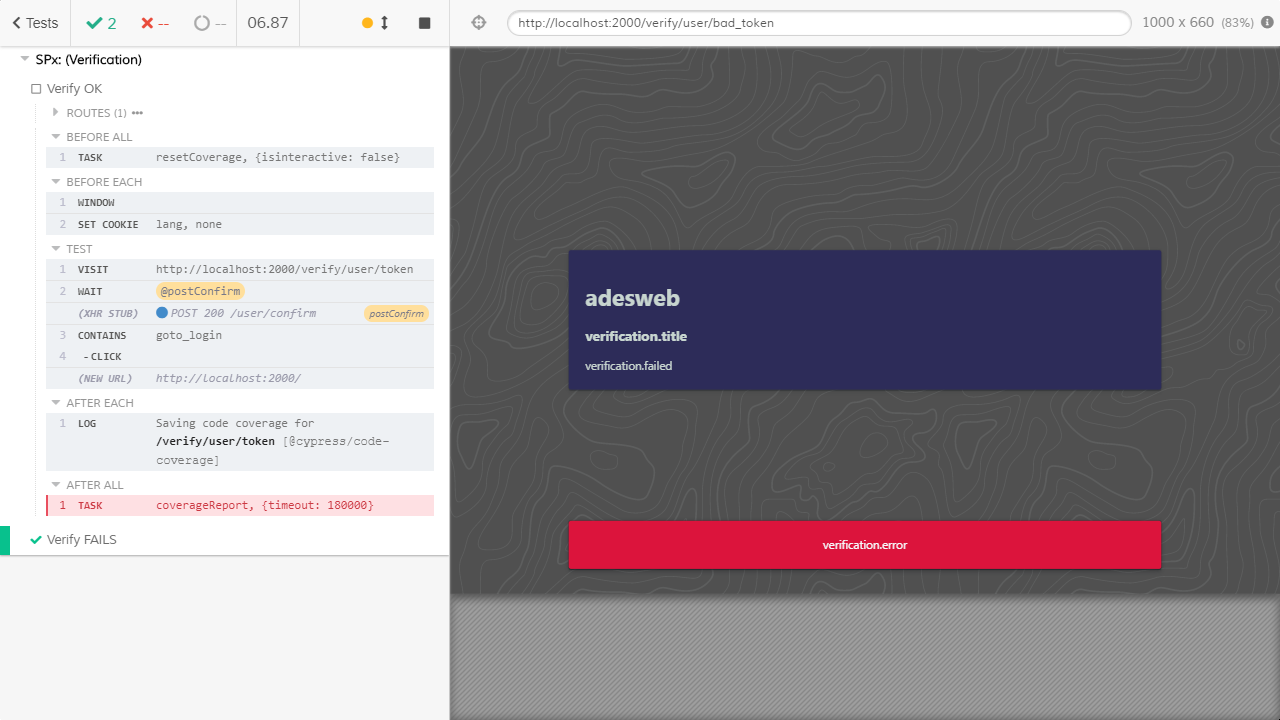 Tests
2
--
--
06.87
http://localhost:2000/verify/user/bad_token
1000 x 660 (83%)
SPx: (Verification)
Verify OK
ROUTES (1)
BEFORE ALL
1 TASK resetCoverage, {isinteractive: false}
BEFORE EACH
1 WINDOW
2 SET COOKIE lang, none
TEST
1 VISIT http://localhost:2000/verify/user/token
2 WAIT @postConfirm
(XHR STUB) POST 200 /user/confirm postConfirm
3 CONTAINS goto_login
4 - CLICK
(NEW URL) http://localhost:2000/
AFTER EACH
1 LOG Saving code coverage for
/verify/user/token [@cypress/code-
coverage]
AFTER ALL
1 TASK coverageReport, {timeout: 180000}
Verify FAILS
adesweb
verification.title
verification.failed
verification.error